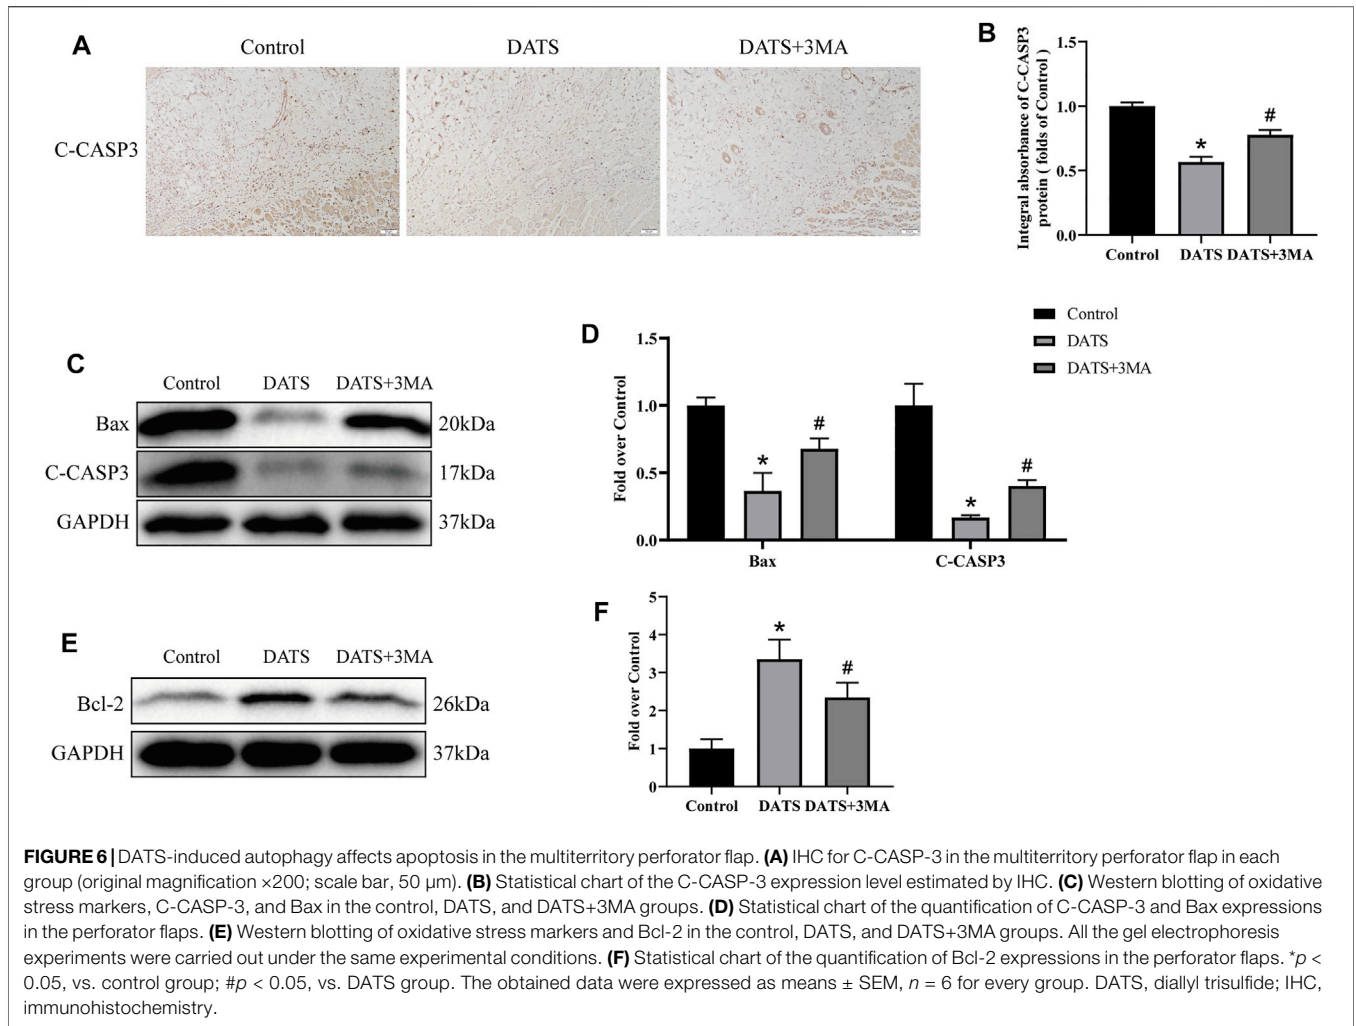 A
Control DATS DATS+3MA
C-CASP3
B
Integral absorbance of C-CASP3
protein ( folds of Control )
1.5
1.0
0.5
0.0
*
#
Control DATS DATS+3MA
Control
DATS
DATS+3MA
C
Control DATS DATS+3MA
Bax 20kDa
C-CASP3 17kDa
GAPDH 37kDa
D
Fold over Control
1.5
1.0
0.5
0.0
* # * #
Bax C-CASP3
E
Control DATS DATS+3MA
Bcl-2 26kDa
GAPDH 37kDa
F
Fold over Control
5
4
3
2
1
0
* #
Control DATS DATS+3MA
FIGURE 6 | DATS-induced autophagy affects apoptosis in the multiterritory perforator flap. (A) IHC for C-CASP-3 in the multiterritory perforator flap in each
group (original magnification ×200; scale bar, 50 μm). (B) Statistical chart of the C-CASP-3 expression level estimated by IHC. (C) Western blotting of oxidative
stress markers, C-CASP-3, and Bax in the control, DATS, and DATS+3MA groups. (D) Statistical chart of the quantification of C-CASP-3 and Bax expressions
in the perforator flaps. (E) Western blotting of oxidative stress markers and Bcl-2 in the control, DATS, and DATS+3MA groups. All the gel electrophoresis
experiments were carried out under the same experimental conditions. (F) Statistical chart of the quantification of Bcl-2 expressions in the perforator flaps. *p <
0.05, vs. control group; #p < 0.05, vs. DATS group. The obtained data were expressed as means ± SEM, n = 6 for every group. DATS, diallyl trisulfide; IHC,
immunohistochemistry.